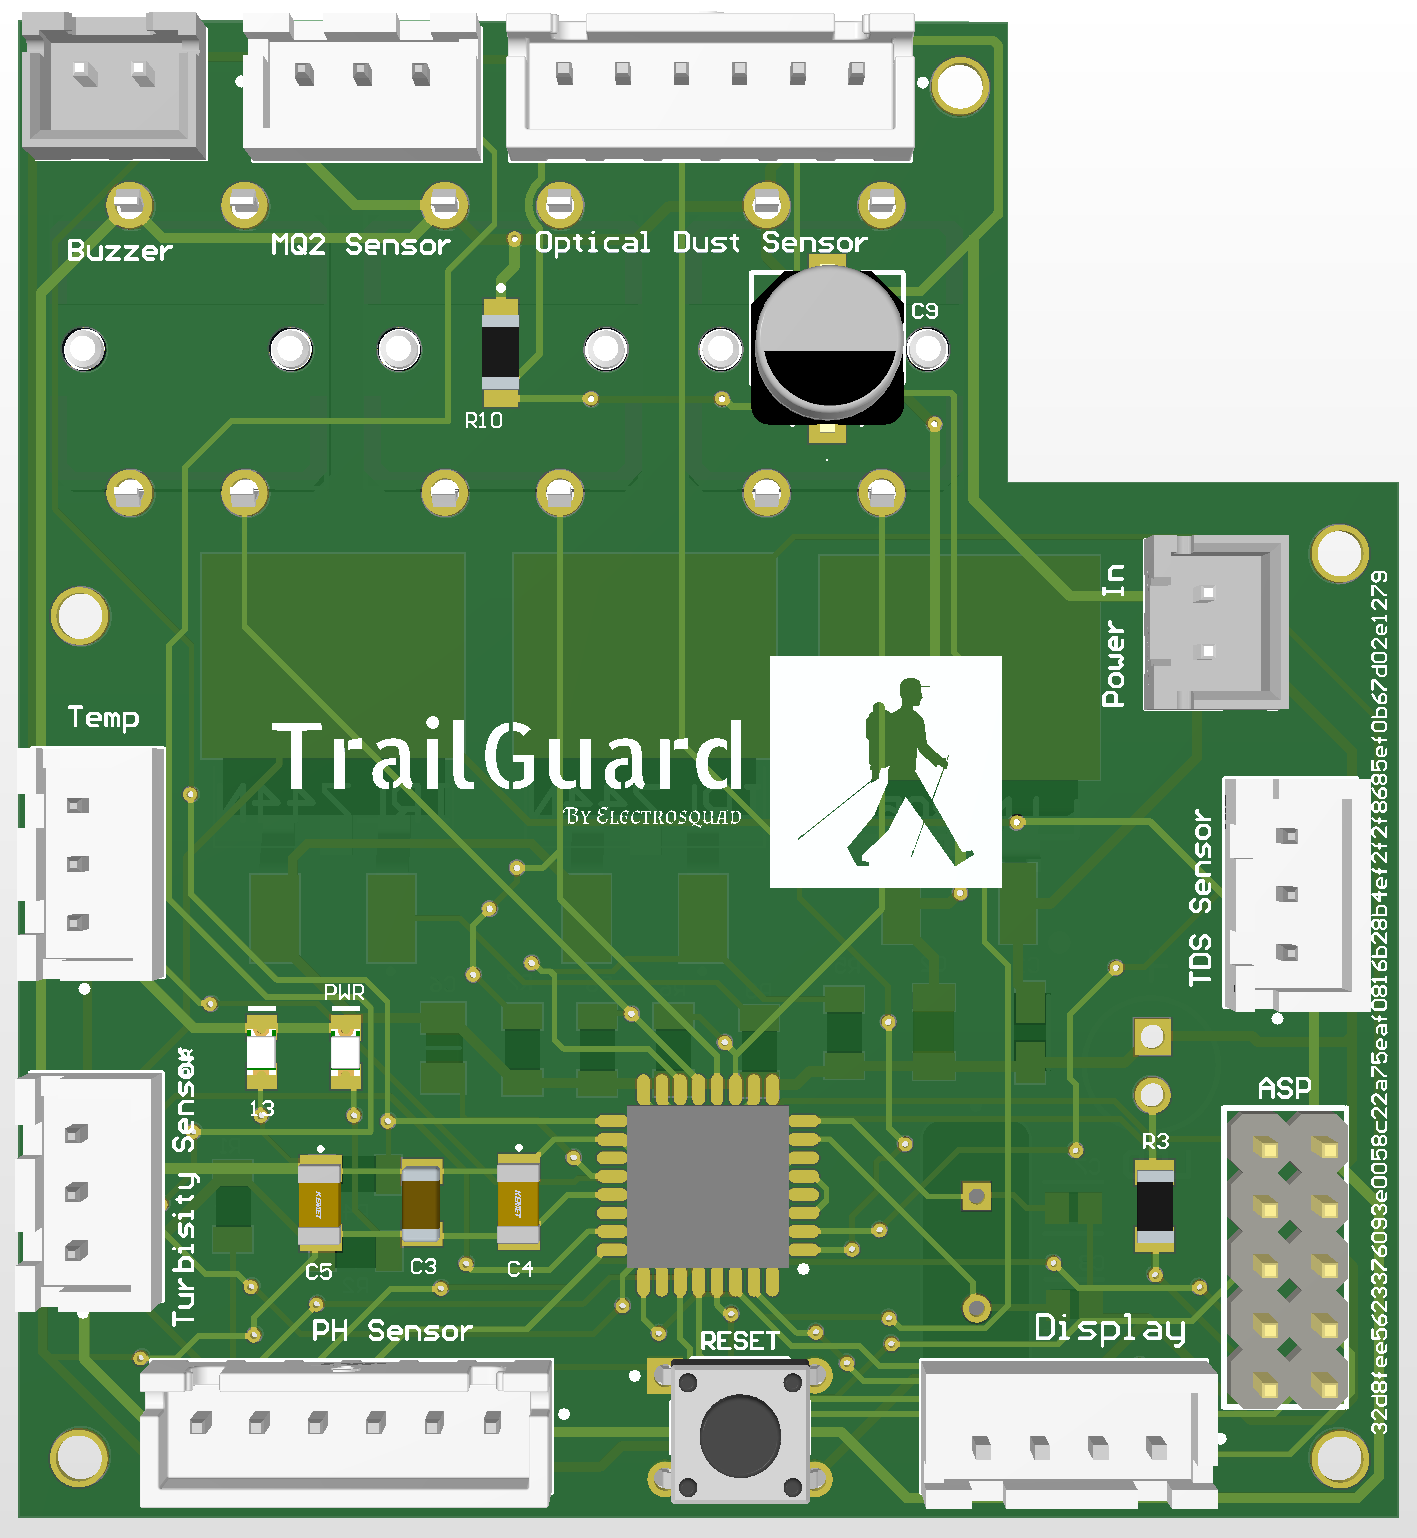 Buzzer
MQ2 Sensor
Optical Dust Sensor
C9
R10
Power In
Temp
TrailGuard
By Electrosquad
TDS Sensor
PWR
13
Turbisity Sensor
ASP
R3
C5
C3
C4
PH Sensor
RESET
Display
32d8fee5623376093e0058c22a75eaf0816b28b4ef2f2f8685ef0b67d02e1279